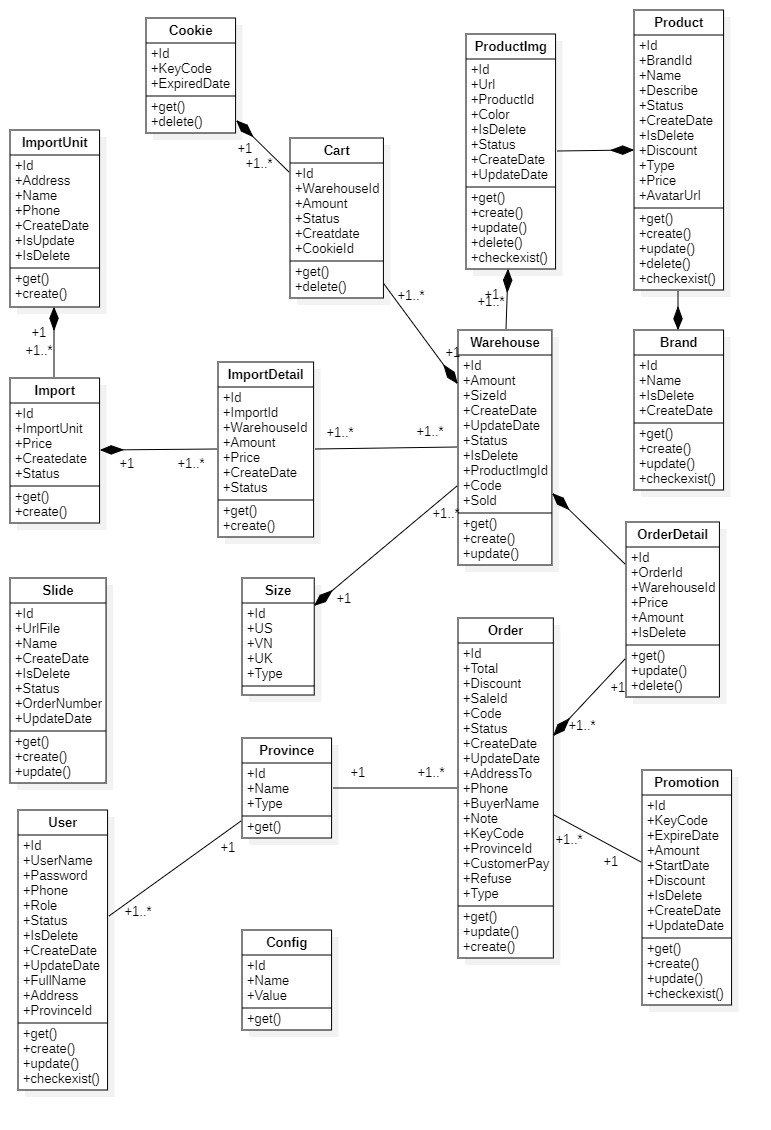 Cookie
+Id
+KeyCode
+ExpiredDate
+get()
+delete()
ProductImg
+Id
+Url
+ProductId
+Color
+IsDelete
+Status
+CreateDate
+UpdateDate
+get()
+create()
+update()
+delete()
+checkexist()
Product
+Id
+BrandId
+Name
+Describe
+Status
+CreateDate
+IsDelete
+Discount
+Type
+Price
+AvatarUrl
+get()
+create()
+update()
+delete()
+checkexist()
ImportUnit
+Id
+Address
+Name
+Phone
+CreateDate
+IsUpdate
+IsDelete
+get()
+create()
+1
+1..*
Cart
+Id
+WarehouseId
+Amount
+Status
+Creatdate
+CookieId
+get()
+delete()
+1..*
+1
+1
+1..*
+1
+1..*
Import
+Id
+ImportUnit
+Price
+Createdate
+Status
+get()
+create()
+1
+1..*
ImportDetail
+Id
+ImportId
+WarehouseId
+Amount
+Price
+CreateDate
+Status
+get()
+create()
+1..*
+1..*
Warehouse
+Id
+Amount
+SizeId
+CreateDate
+UpdateDate
+Status
+IsDelete
+ProductImgId
+Code
+Sold
+get()
+create()
+update()
Brand
+Id
+Name
+IsDelete
+CreateDate
+get()
+create()
+update()
+checkexist()
+1..*
+1
OrderDetail
+Id
+OrderId
+WarehouseId
+Price
+Amount
+IsDelete
+get()
+update()
+delete()
+1
+1..*
Slide
+Id
+UrlFile
+Name
+CreateDate
+IsDelete
+Status
+OrderNumber
+UpdateDate
+get()
+create()
+update()
Size
+Id
+US
+VN
+UK
+Type
Order
+Id
+Total
+Discount
+SaleId
+Code
+Status
+CreateDate
+UpdateDate
+AddressTo
+Phone
+BuyerName
+Note
+KeyCode
+ProvinceId
+CustomerPay
+Refuse
+Type
+get()
+update()
+create()
Province
+Id
+Name
+Type
+get()
+1
+1..*
+1
+1..*
+1..*
+1
Promotion
+Id
+KeyCode
+ExpireDate
+Amount
+StartDate
+Discount
+IsDelete
+CreateDate
+UpdateDate
+get()
+create()
+update()
+checkexist()
User
+Id
+UserName
+Password
+Phone
+Role
+Status
+IsDelete
+CreateDate
+UpdateDate
+FullName
+Address
+ProvinceId
+get()
+create()
+update()
+checkexist()
Config
+Id
+Name
+Value
+get()